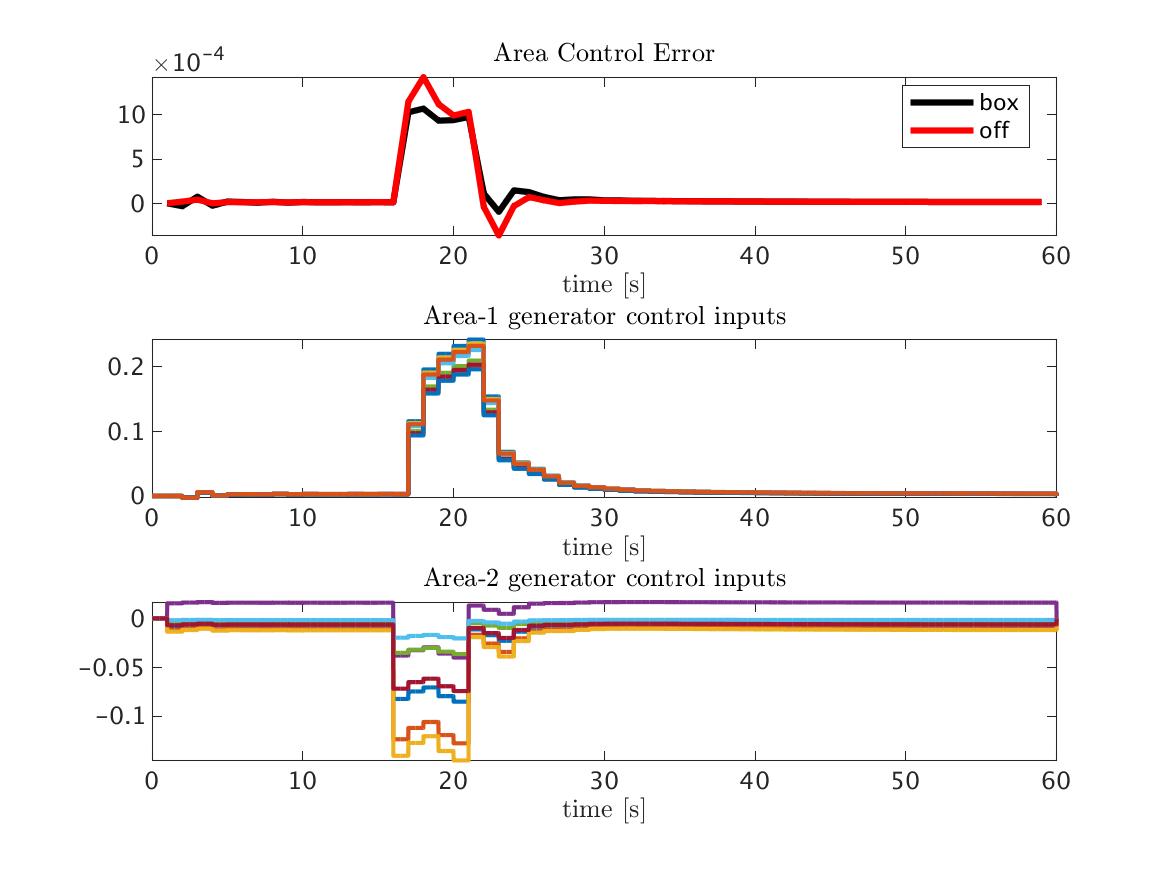 Area Control Error
×10⁻⁴
10
5
0
box
off
0 10 20 30 40 50 60
time [s]
Area-1 generator control inputs
0.2
0.1
0
0 10 20 30 40 50 60
time [s]
Area-2 generator control inputs
0
−0.05
−0.1
0 10 20 30 40 50 60
time [s]